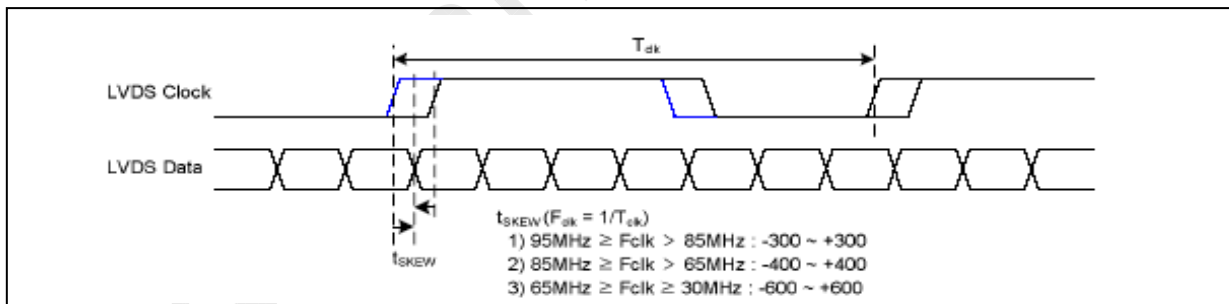 T_clk
LVDS Clock
LVDS Data
t_SKEW (F_clk = 1/T_clk)
1) 95MHz ≥ Fclk > 85MHz : -300 ~ +300
2) 85MHz ≥ Fclk > 65MHz : -400 ~ +400
3) 65MHz ≥ Fclk ≥ 30MHz : -600 ~ +600
t_SKEW